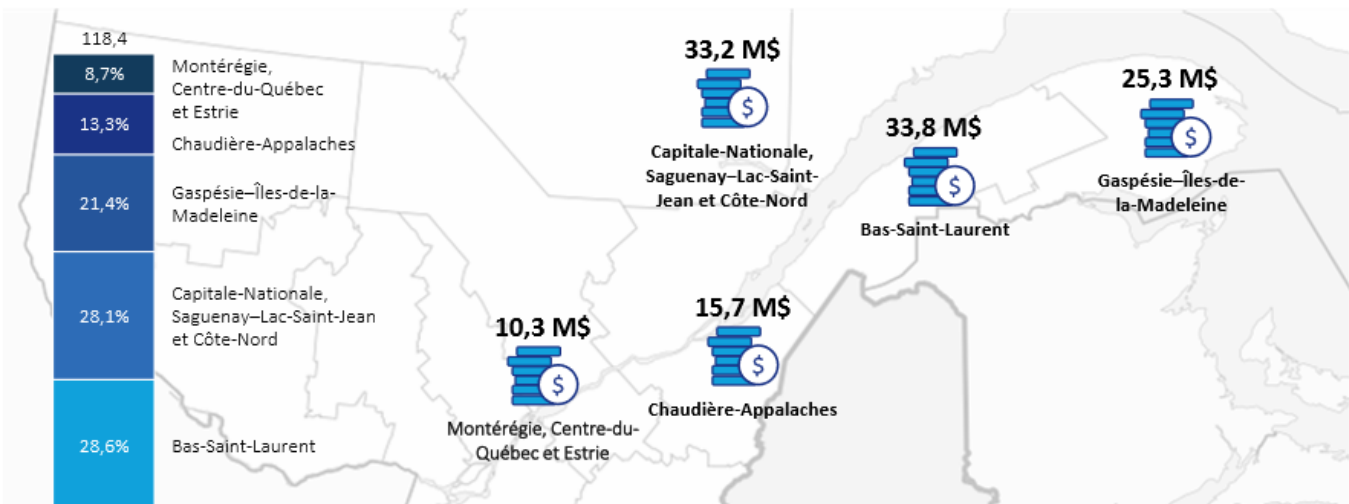 118,4
8,7%
Montérégie,
Centre-du-Québec
et Estrie
13,3%
Chaudière-Appalaches
21,4%
Gaspésie–Îles-de-la-
Madeleine
28,1%
Capitale-Nationale,
Saguenay–Lac-Saint-Jean
et Côte-Nord
28,6%
Bas-Saint-Laurent
33,2 M$
$
Capitale-Nationale,
Saguenay–Lac-Saint-
Jean et Côte-Nord
33,8 M$
$
Bas-Saint-Laurent
25,3 M$
$
Gaspésie–Îles-de-
la-Madeleine
10,3 M$
$
Montérégie, Centre-du-
Québec et Estrie
15,7 M$
$
Chaudière-Appalaches